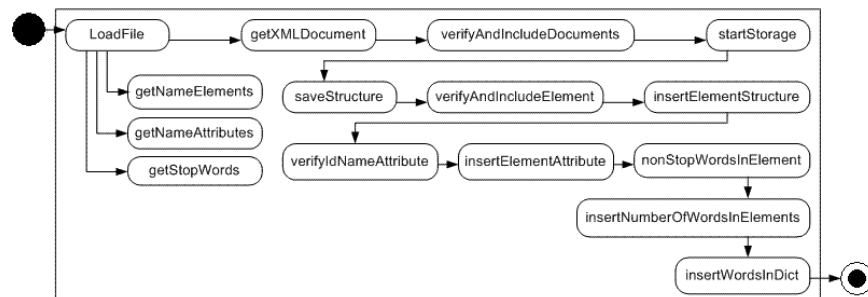 LoadFile
getXMLDocument
verifyAndIncludeDocuments
startStorage
getNameElements
saveStructure
verifyAndIncludeElement
insertElementStructure
getNameAttributes
getStopWords
verifyIdNameAttribute
insertElementAttribute
nonStopWordsInElement
insertNumberOfWordsInElements
insertWordsInDict